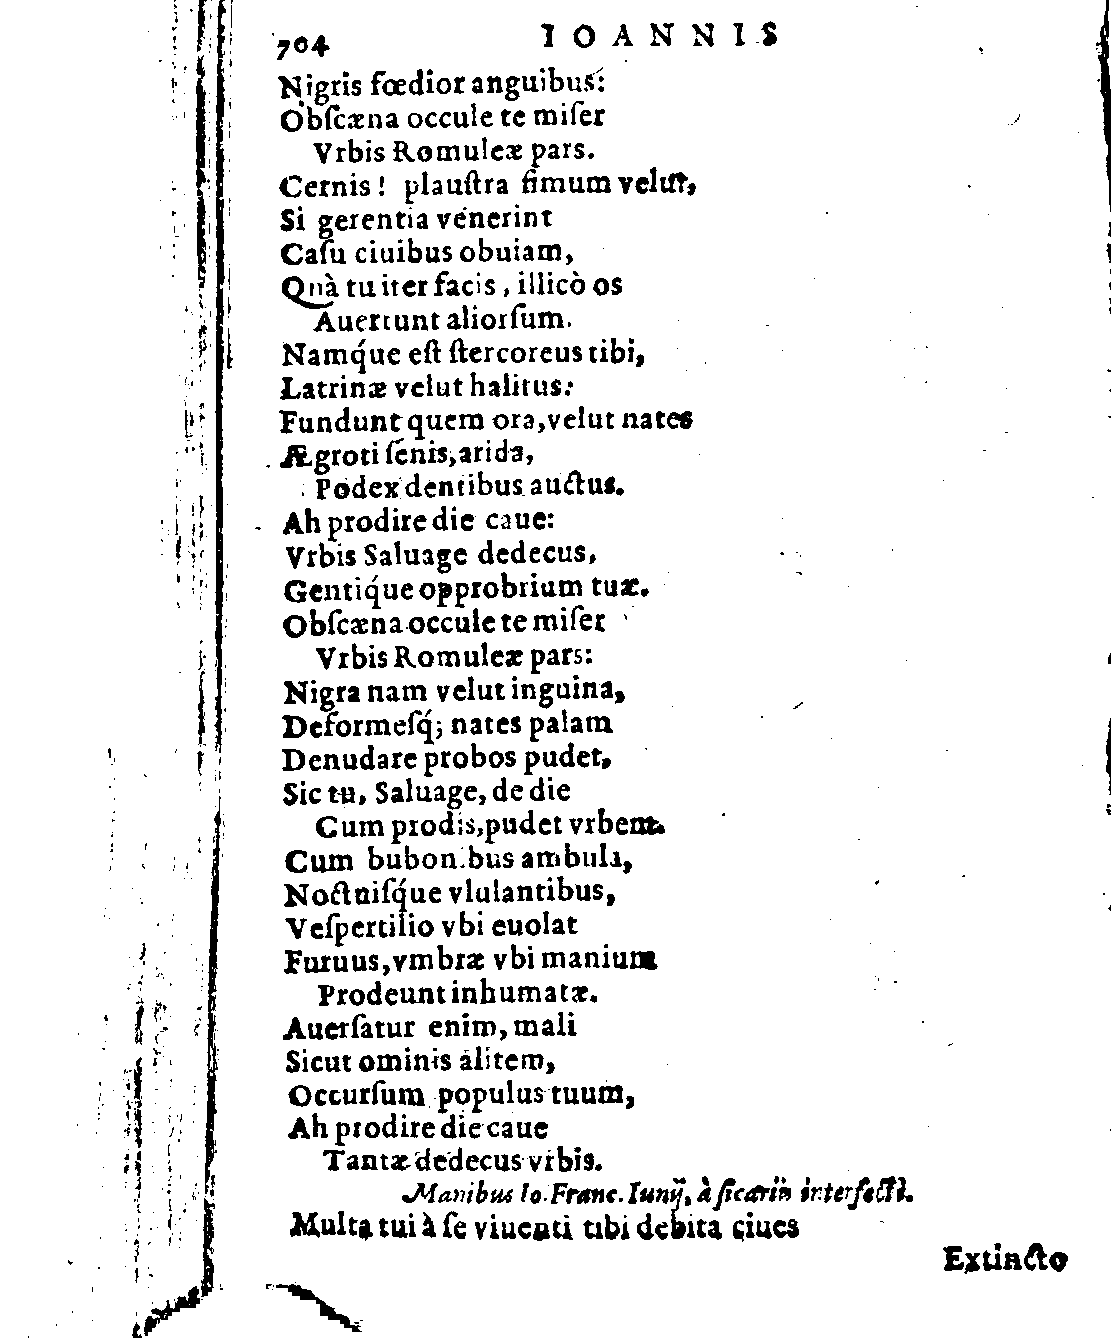 704 IOANNIS
Nigris fœdior anguibus:
Obſcæna occule te miſer
Vrbis Romuleæ pars.
Cernis! plauſtra fimum velut,
Si gerentia venerint
Caſu ciuibus obuiam,
Quà tu iter facis, illicò os
Auertunt aliorſum.
Namq́ue eſt ſtercoreus tibi,
Latrinæ velut halitus:
Fundunt quem ora, velut nates
Ægroti ſenis, arida,
Podex dentibus auctus.
Ah prodire die caue:
Vrbis Saluage dedecus,
Gentiq́ue opprobrium tuæ.
Obſcæna occule te miſer
Vrbis Romuleæ pars:
Nigra nam velut inguina,
Deformeſq́; nates palam
Denudare probos pudet,
Sic tu, Saluage, de die
Cum prodis, pudet vrbem.
Cum bubonibus ambula,
Noctuiſq́ue vlulantibus,
Veſpertilio vbi euolat
Furuus, vmbræ vbi manium
Prodeunt inhumatæ.
Auerſatur enim, mali
Sicut ominis alitem,
Occurſum populus tuum,
Ah prodire die caue
Tantæ dedecus vrbis.
Manibus Io. Franc. Iunij, à ſicariis interfecti.
Multa tui à ſe viuenti tibi debita ciues
Extincto